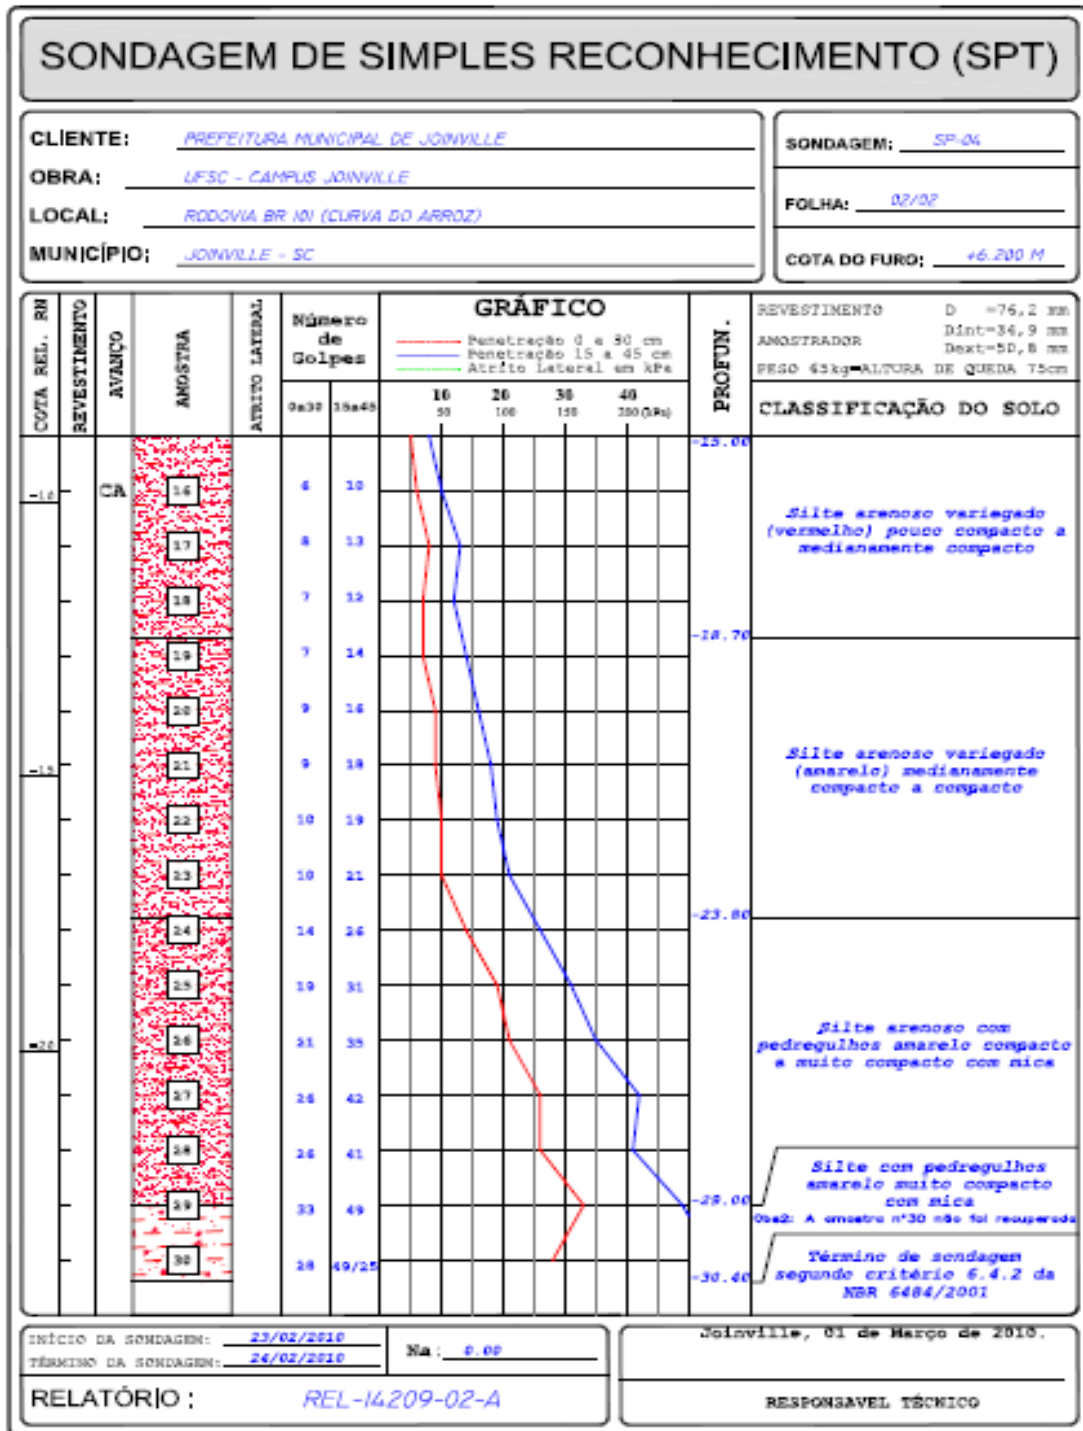 SONDAGEM DE SIMPLES RECONHECIMENTO (SPT)
CLIENTE: PREFEITURA MUNICIPAL DE JOINVILLE
OBRA: UFSC - CAMPUS JOINVILLE
LOCAL: RODOVIA BR 101 (CURVA DO ARROZ)
MUNICÍPIO: JOINVILLE - SC
SONDAGEM: SP-04
FOLHA: 02/02
COTA DO FURO: +6.200 M
COTA REL. RN
REVESTIMENTO
AVANÇO
AMOSTRA
ATRITO LATERAL
Número de Golpes
0a30 15a45
GRÁFICO
Penetração 0 a 30 cm
Penetração 15 a 45 cm
Atrito Lateral em kPa
10 20 30 40
50 100 150 200 (kPa)
PROFUN.
REVESTIMENTO D =76,2 mm
AMOSTRADOR Dint=34,9 mm
Dext=50,8 mm
PESO 65kg-ALTURA DE QUEDA 75cm
CLASSIFICAÇÃO DO SOLO
-15.00
-10 CA 16 6 10
17 8 13
18 7 12
Silte arenoso variegado
(vermelho) pouco compacto a
medianamente compacto
-18.70
19 7 14
20 9 16
-15 21 9 18
22 10 19
23 10 21
Silte arenoso variegado
(amarelo) medianamente
compacto a compacto
-23.80
24 14 26
25 19 31
-20 26 21 35
27 26 42
28 26 41
Silte arenoso com
pedregulhos amarelo compacto
a muito compacto com mica
29 33 49
-29.00
Silte com pedregulhos
amarelo muito compacto
com mica
Obs2: A amostra n°30 não foi recuperada
30 28 49/25
-30.40
Término de sondagem
segundo critério 6.4.2 da
NBR 6484/2001
INÍCIO DA SONDAGEM: 23/02/2010
TÉRMINO DA SONDAGEM: 24/02/2010
Na: 0.00
RELATÓRIO: REL-14209-02-A
Joinville, 01 de Março de 2010.
RESPONSAVEL TÉCNICO